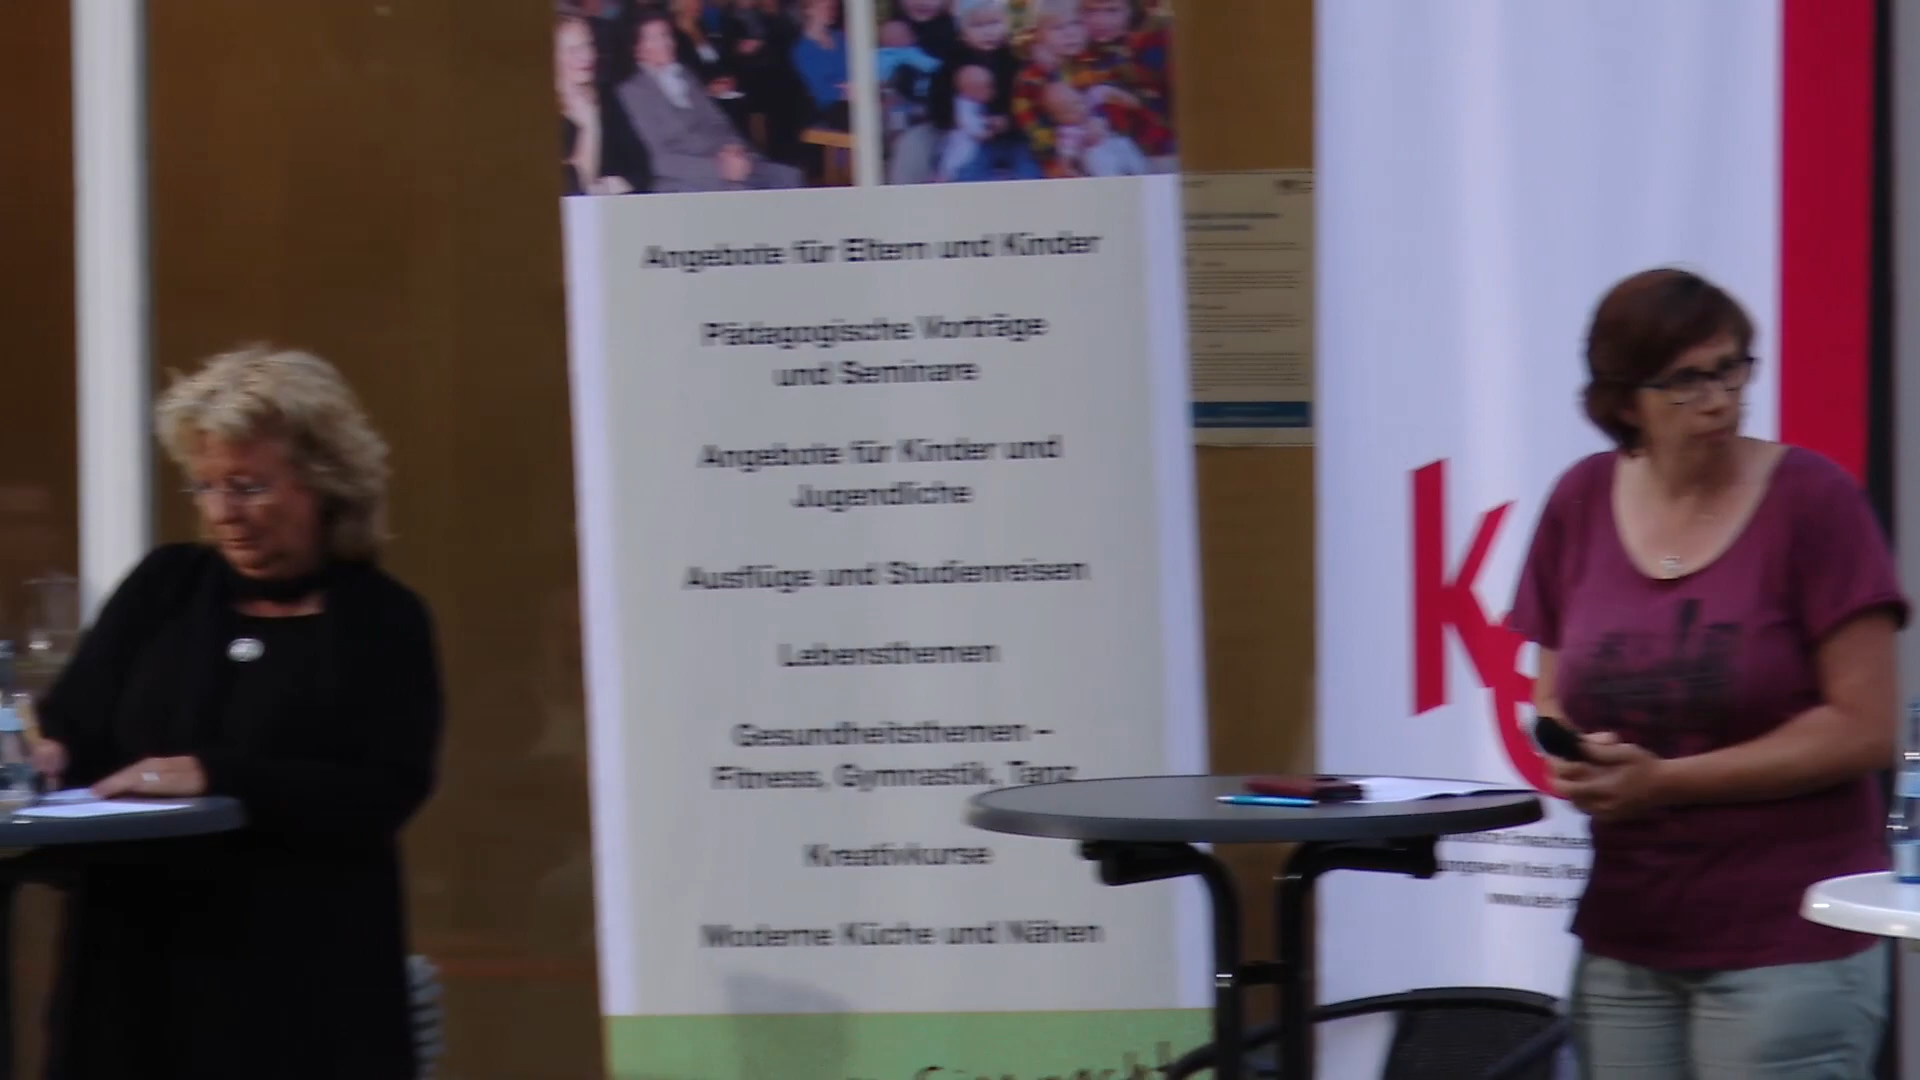 Angebote für Eltern und Kinder
Pädagogische Vorträge
und Seminare
Angebote für Kinder und
Jugendliche
Ausflüge und Studienreisen
Lebensthemen
Gesundheitsthemen –
Fitness, Gymnastik, Tanz
Kreativkurse
Moderne Küche und Nähen
ke